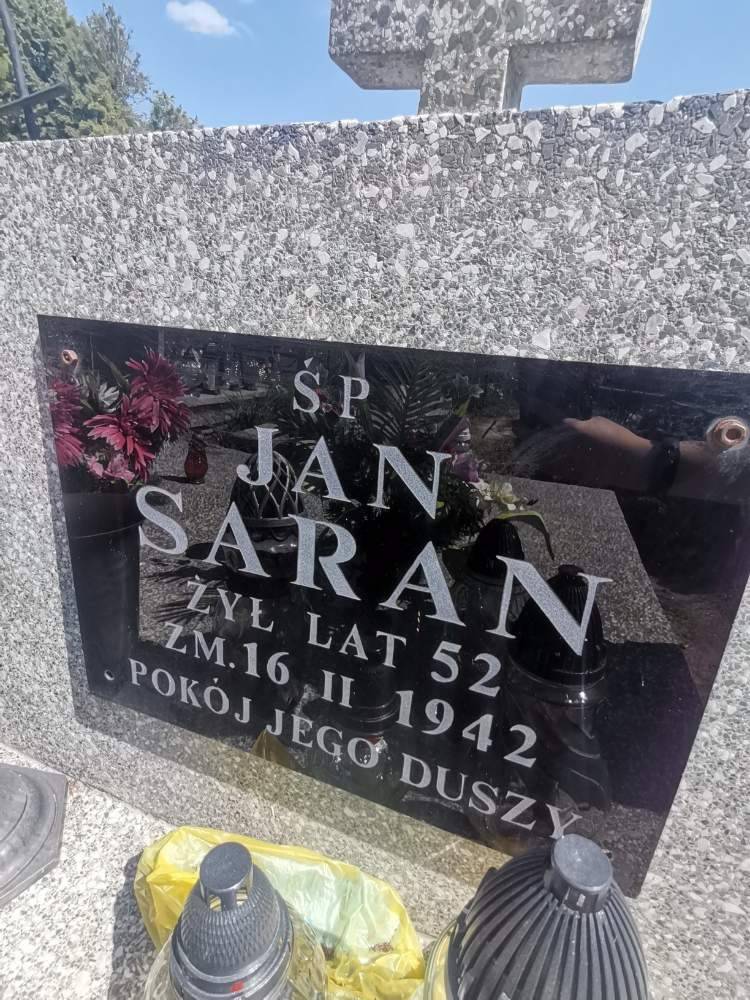 ŚP
JAN
SARAN
ŻYŁ LAT 52
ZM. 16 II 1942
POKÓJ JEGO DUSZY